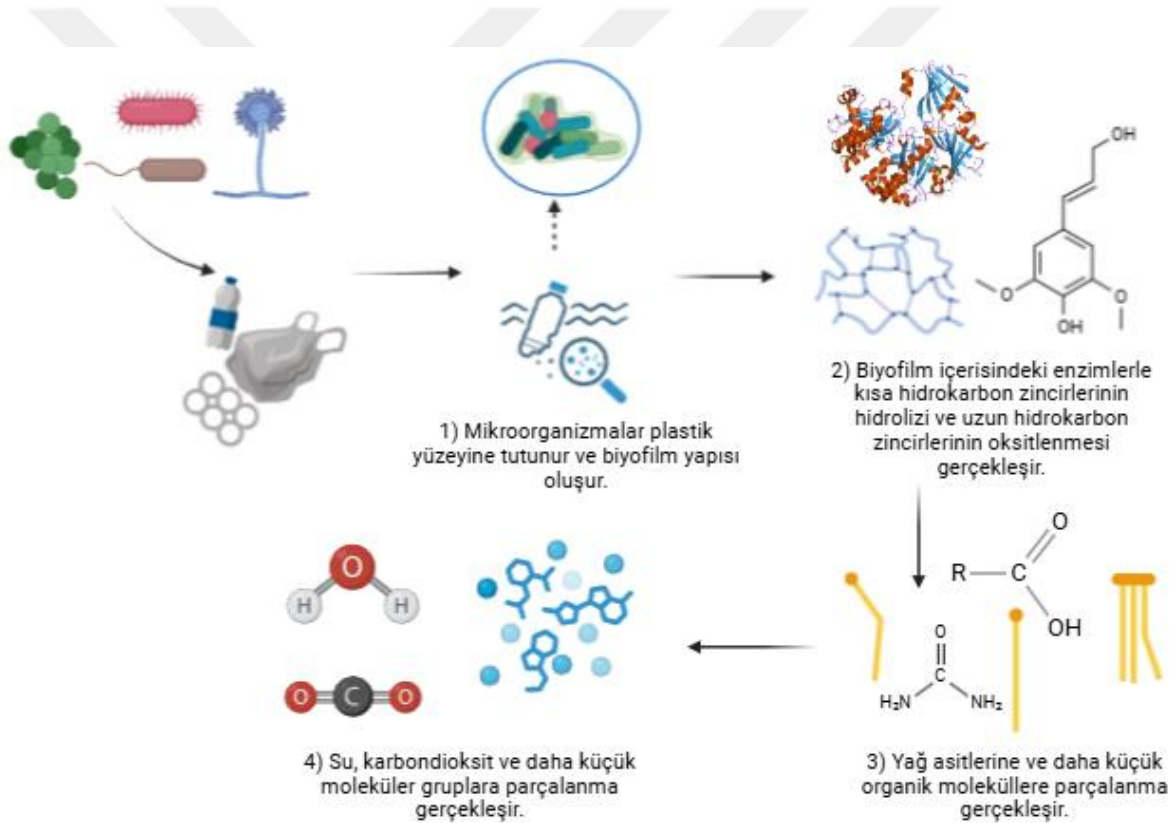 1) Mikroorganizmalar plastik
yüzeyine tutunur ve biyofilm yapısı
oluşur.
OH
O
O
OH
2) Biyofilm içerisindeki enzimlerle
kısa hidrokarbon zincirlerinin
hidrolizi ve uzun hidrokarbon
zincirlerinin oksitlenmesi
gerçekleşir.
O
R
C
OH
O
C
H₂N
NH₂
3) Yağ asitlerine ve daha küçük
organik moleküllere parçalanma
gerçekleşir.
O
H
H
O
C
O
4) Su, karbondioksit ve daha küçük
moleküler gruplara parçalanma
gerçekleşir.